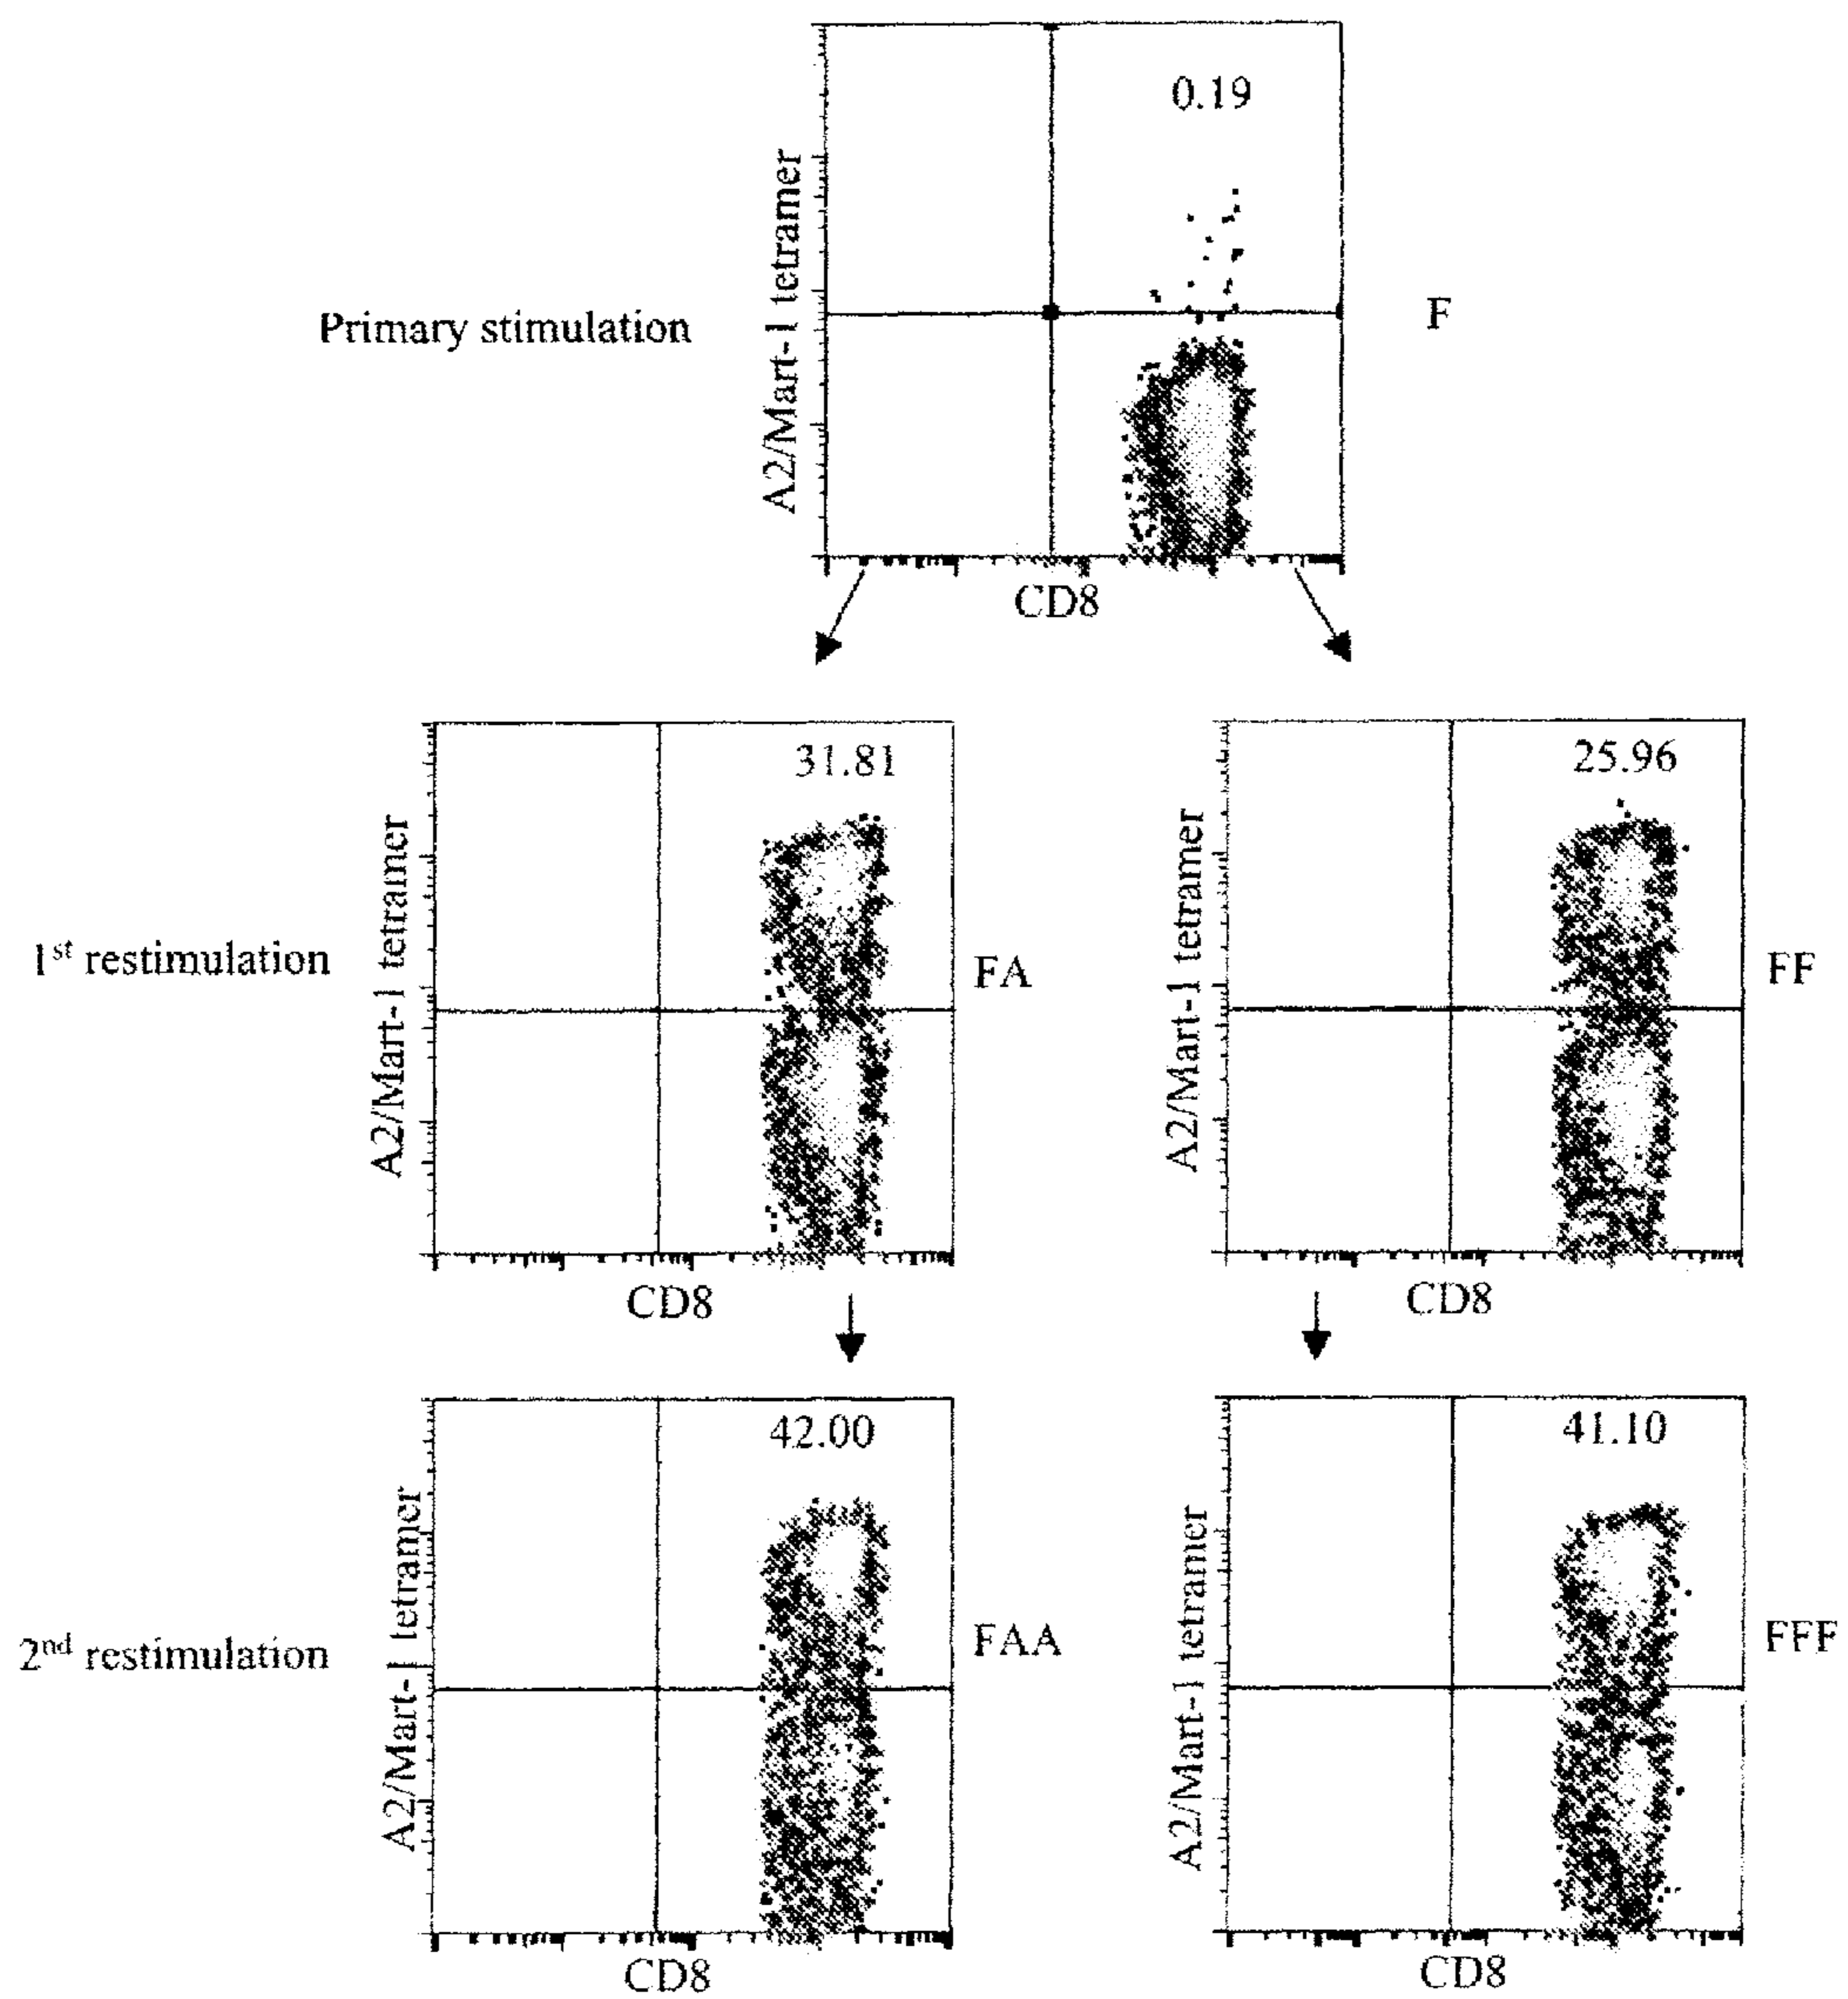 0.19
A2/Mart-1 tetramer
Primary stimulation
F
CD8
31.81
25.96
A2/Mart-1 tetramer
A2/Mart-1 tetramer
1st restimulation
FA
FF
CD8
CD8
42.00
41.10
A2/Mart-1 tetramer
A2/Mart-1 tetramer
2nd restimulation
FAA
FFF
CD8
CD8